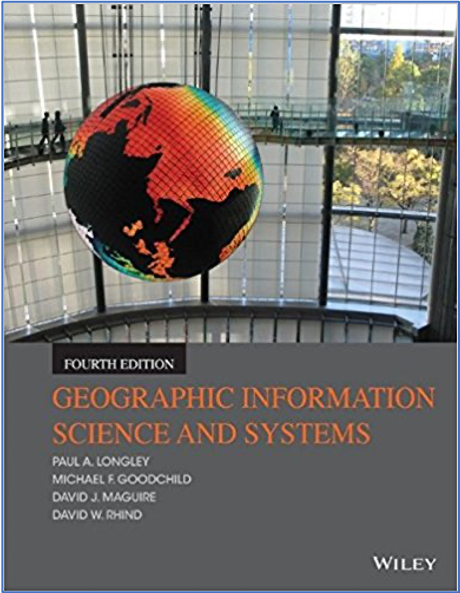 FOURTH EDITION
GEOGRAPHIC INFORMATION
SCIENCE AND SYSTEMS
PAUL A. LONGLEY
MICHAEL F. GOODCHILD
DAVID J. MAGUIRE
DAVID W. RHIND
WILEY